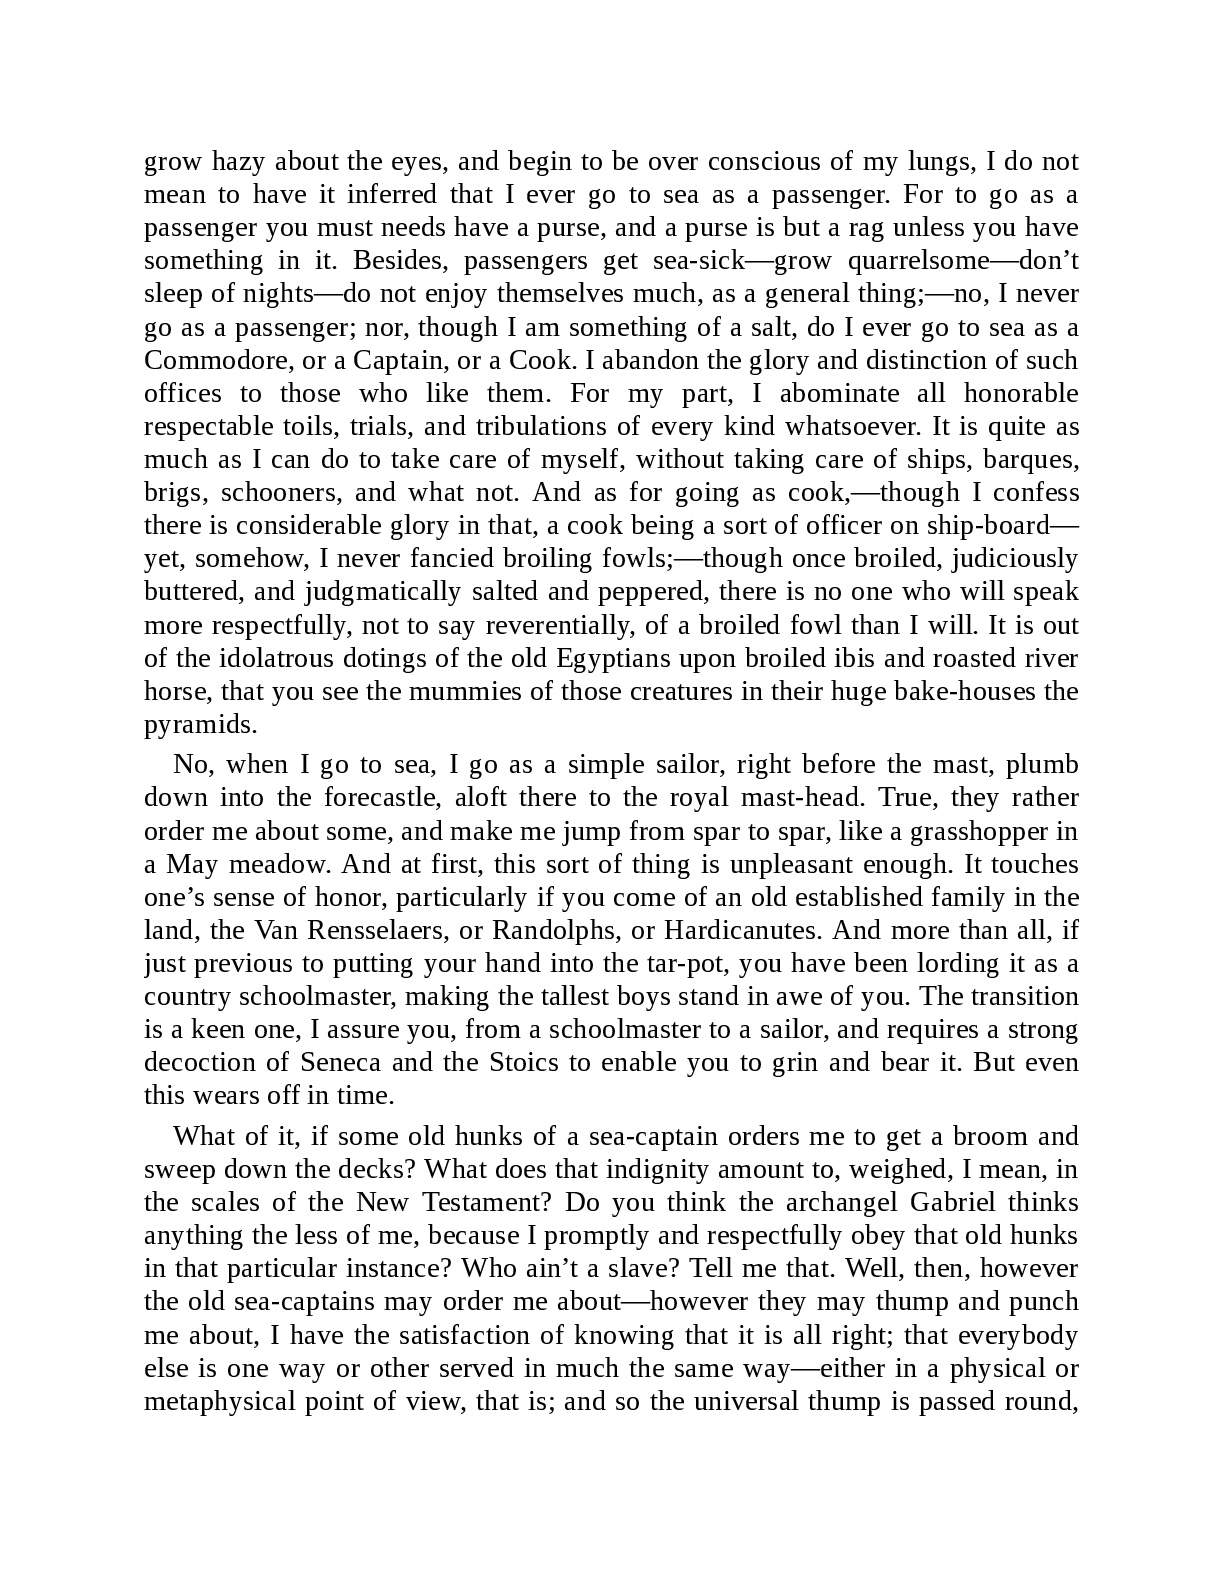 grow hazy about the eyes, and begin to be over conscious of my lungs, I do not
mean to have it inferred that I ever go to sea as a passenger. For to go as a
passenger you must needs have a purse, and a purse is but a rag unless you have
something in it. Besides, passengers get sea-sick—grow quarrelsome—don’t
sleep of nights—do not enjoy themselves much, as a general thing;—no, I never
go as a passenger; nor, though I am something of a salt, do I ever go to sea as a
Commodore, or a Captain, or a Cook. I abandon the glory and distinction of such
offices to those who like them. For my part, I abominate all honorable
respectable toils, trials, and tribulations of every kind whatsoever. It is quite as
much as I can do to take care of myself, without taking care of ships, barques,
brigs, schooners, and what not. And as for going as cook,—though I confess
there is considerable glory in that, a cook being a sort of officer on ship-board—
yet, somehow, I never fancied broiling fowls;—though once broiled, judiciously
buttered, and judgmatically salted and peppered, there is no one who will speak
more respectfully, not to say reverentially, of a broiled fowl than I will. It is out
of the idolatrous dotings of the old Egyptians upon broiled ibis and roasted river
horse, that you see the mummies of those creatures in their huge bake-houses the
pyramids.
No, when I go to sea, I go as a simple sailor, right before the mast, plumb
down into the forecastle, aloft there to the royal mast-head. True, they rather
order me about some, and make me jump from spar to spar, like a grasshopper in
a May meadow. And at first, this sort of thing is unpleasant enough. It touches
one’s sense of honor, particularly if you come of an old established family in the
land, the Van Rensselaers, or Randolphs, or Hardicanutes. And more than all, if
just previous to putting your hand into the tar-pot, you have been lording it as a
country schoolmaster, making the tallest boys stand in awe of you. The transition
is a keen one, I assure you, from a schoolmaster to a sailor, and requires a strong
decoction of Seneca and the Stoics to enable you to grin and bear it. But even
this wears off in time.
What of it, if some old hunks of a sea-captain orders me to get a broom and
sweep down the decks? What does that indignity amount to, weighed, I mean, in
the scales of the New Testament? Do you think the archangel Gabriel thinks
anything the less of me, because I promptly and respectfully obey that old hunks
in that particular instance? Who ain’t a slave? Tell me that. Well, then, however
the old sea-captains may order me about—however they may thump and punch
me about, I have the satisfaction of knowing that it is all right; that everybody
else is one way or other served in much the same way—either in a physical or
metaphysical point of view, that is; and so the universal thump is passed round,